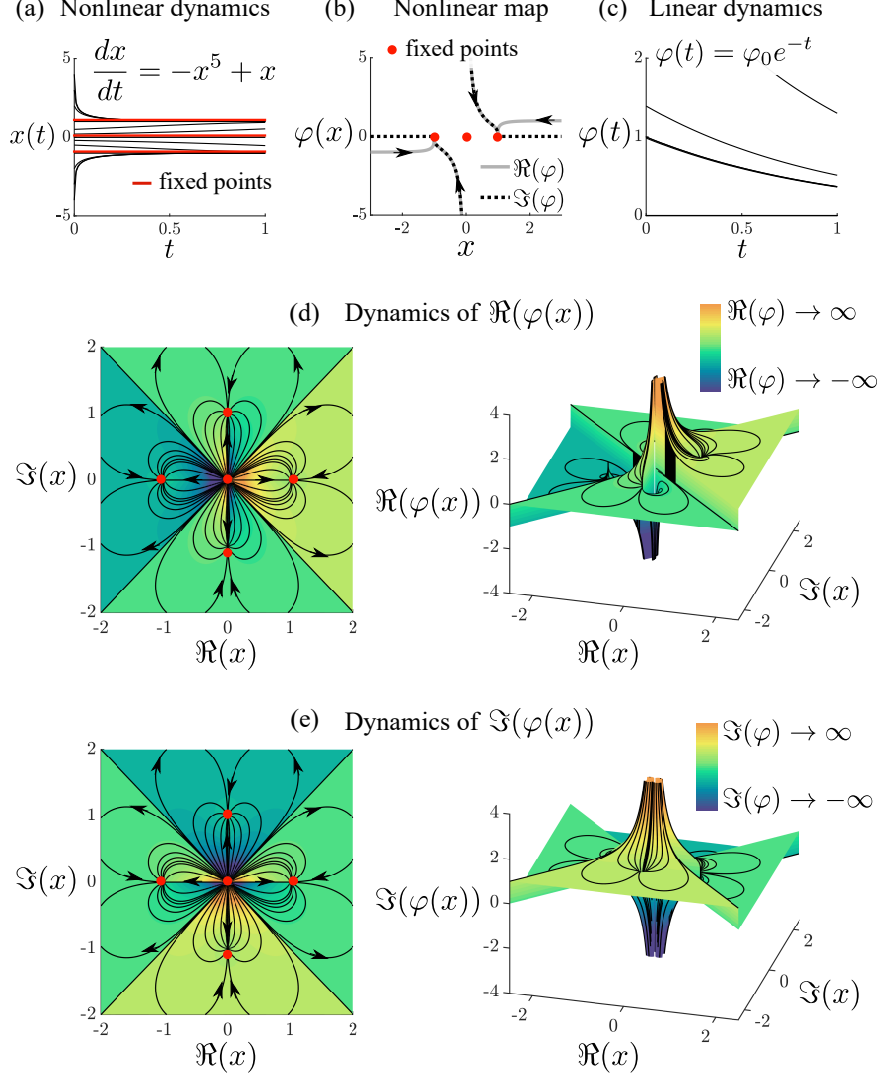 (a) Nonlinear dynamics
(b) Nonlinear map
(c) Linear dynamics
5
dx/dt = −x⁵ + x
x(t)
0
fixed points
-5
0
0.5
1
t
5
fixed points
φ(x)
0
ℜ(φ)
ℑ(φ)
-5
-2
0
2
x
2
φ(t) = φ₀e⁻ᵗ
φ(t)
1
0
0
0.5
1
t
(d) Dynamics of ℜ(φ(x))
ℜ(φ) → ∞
ℜ(φ) → −∞
2
1
ℑ(x)
0
-1
-2
-2
-1
0
1
2
ℜ(x)
4
2
ℜ(φ(x))
0
-2
-4
-2
0
2
ℜ(x)
2
0
-2
ℑ(x)
(e) Dynamics of ℑ(φ(x))
ℑ(φ) → ∞
ℑ(φ) → −∞
2
1
ℑ(x)
0
-1
-2
-2
-1
0
1
2
ℜ(x)
4
2
ℑ(φ(x))
0
-2
-4
-2
0
2
ℜ(x)
2
0
-2
ℑ(x)